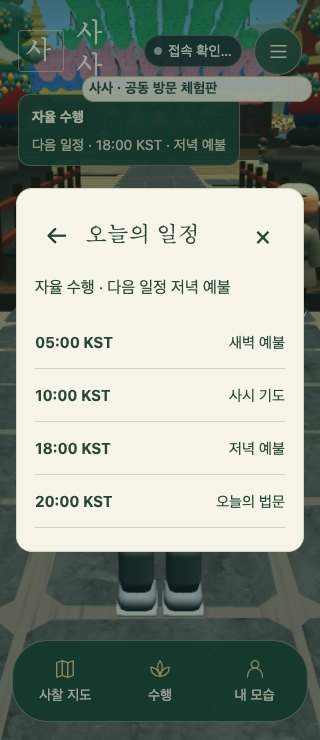 사
사
사
접속 확인...
사사 · 공동 방문 체험판
자율 수행
다음 일정 · 18:00 KST · 저녁 예불
오늘의 일정
자율 수행 · 다음 일정 저녁 예불
05:00 KST 새벽 예불
10:00 KST 사시 기도
18:00 KST 저녁 예불
20:00 KST 오늘의 법문
사찰 지도 수행 내 모습